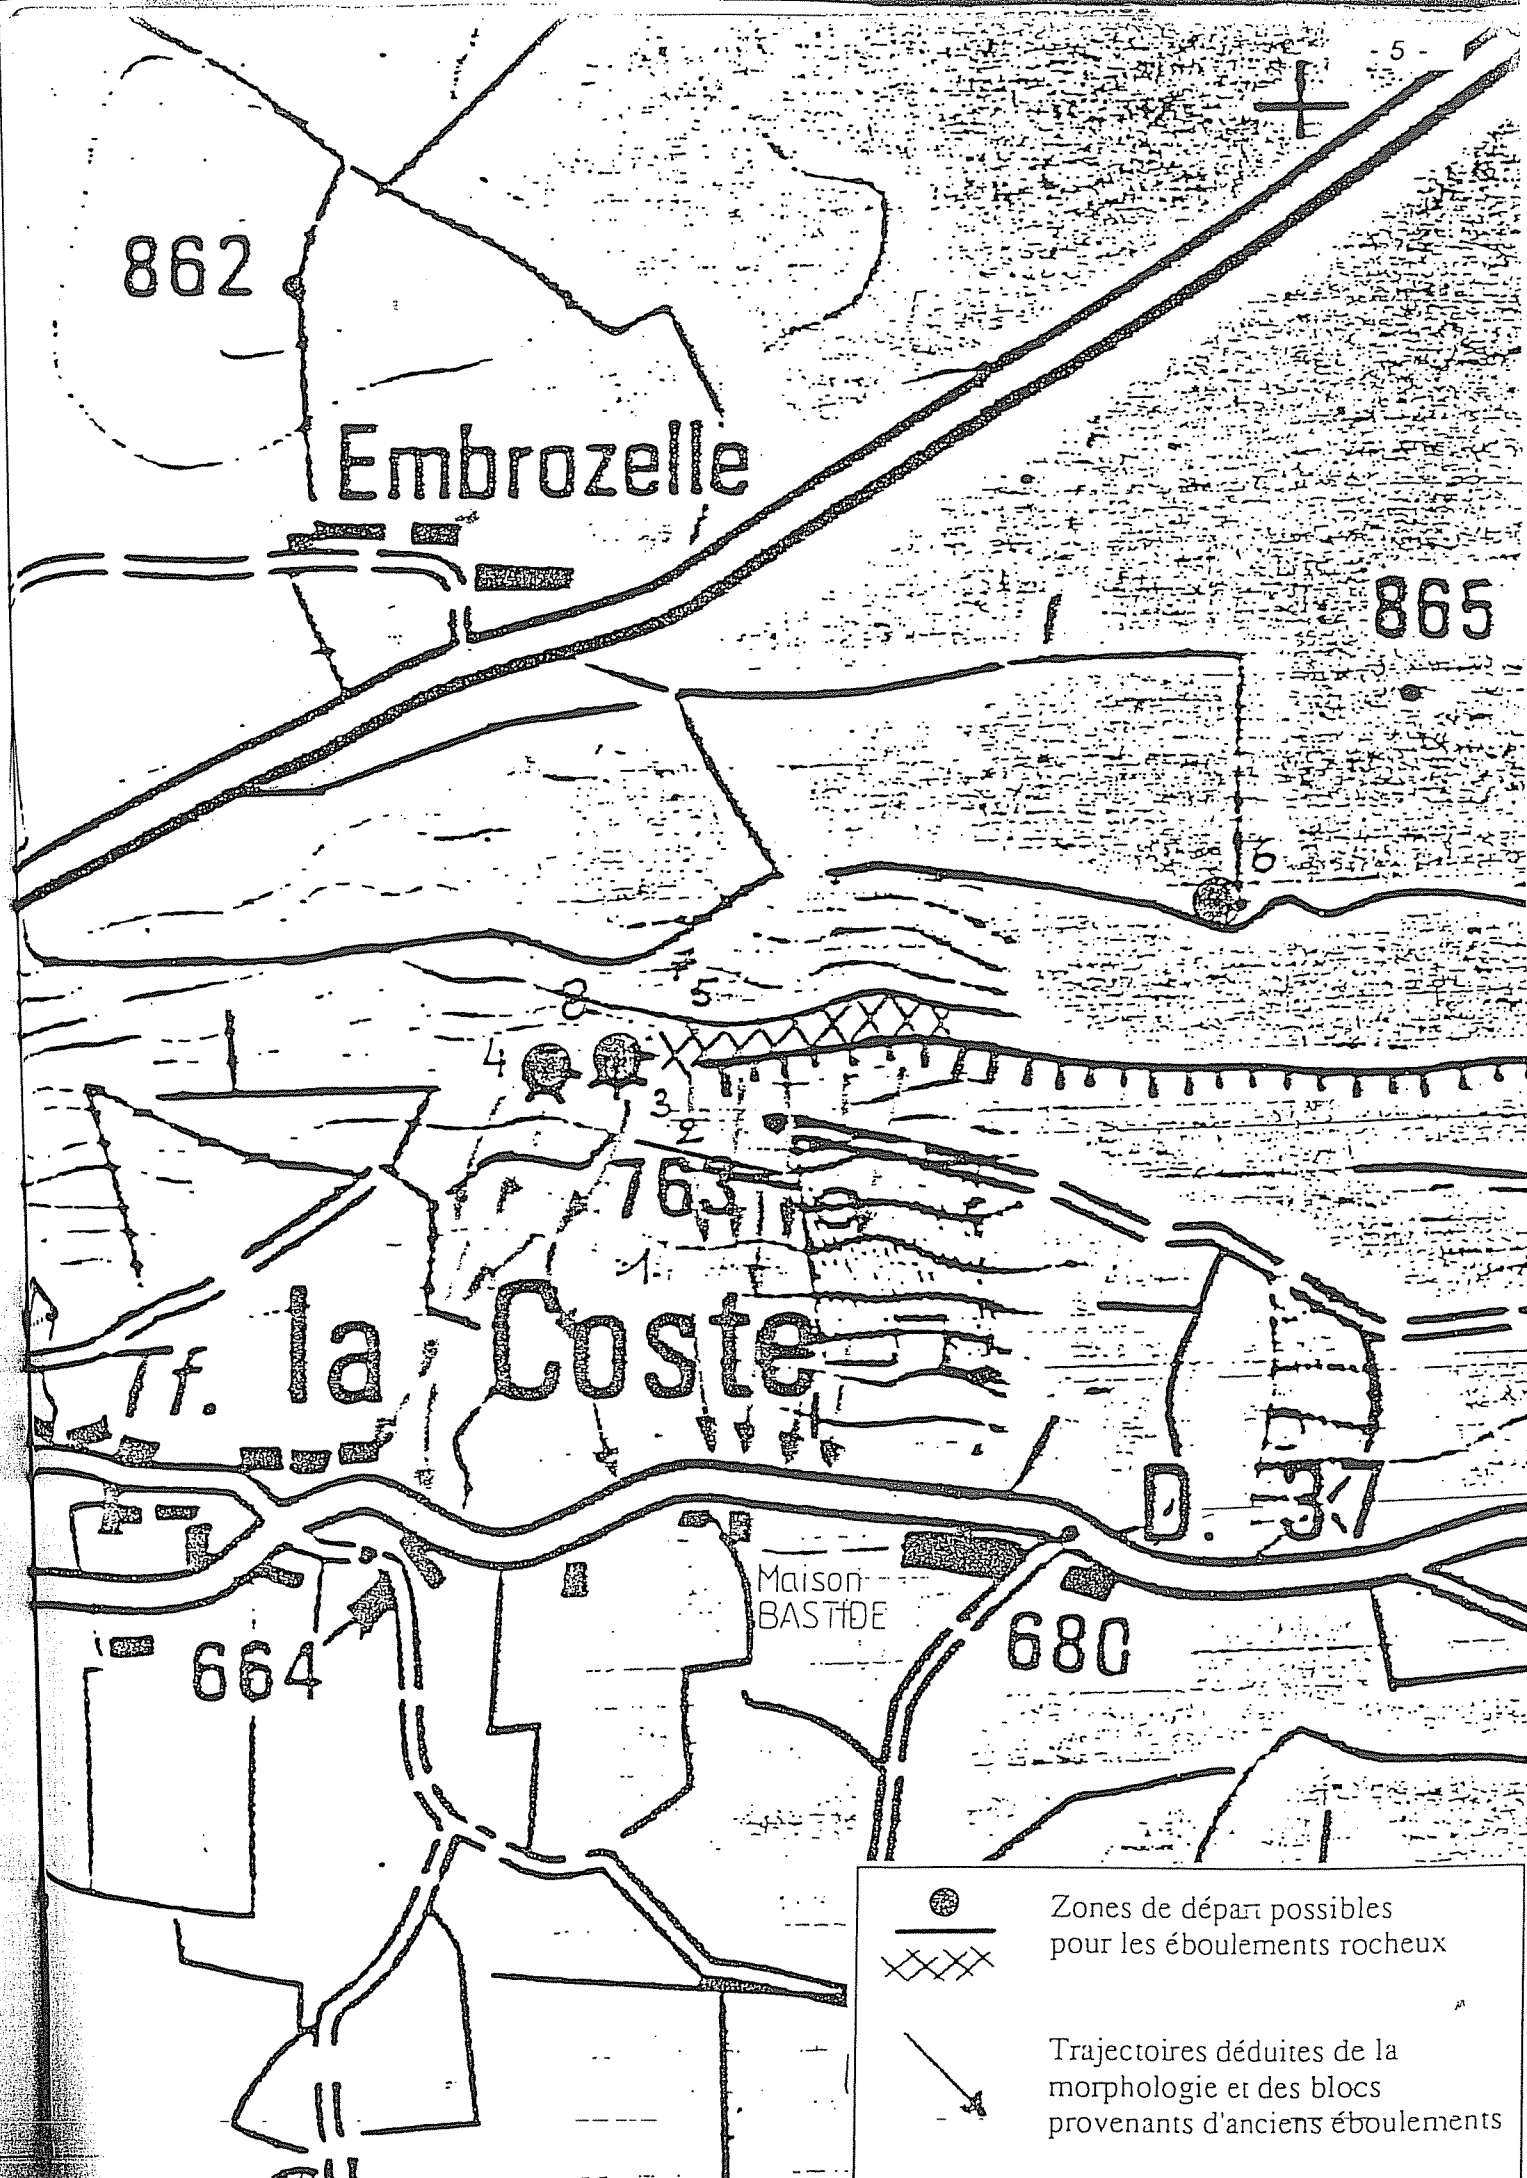 - 5 -
862
Embrozelle
865
6
8
5
4
3
2
763
1
la Coste
Tf.
D. 37
Maison
BASTIDE
664
680
Zones de départ possibles
pour les éboulements rocheux
Trajectoires déduites de la
morphologie et des blocs
provenants d'anciens éboulements